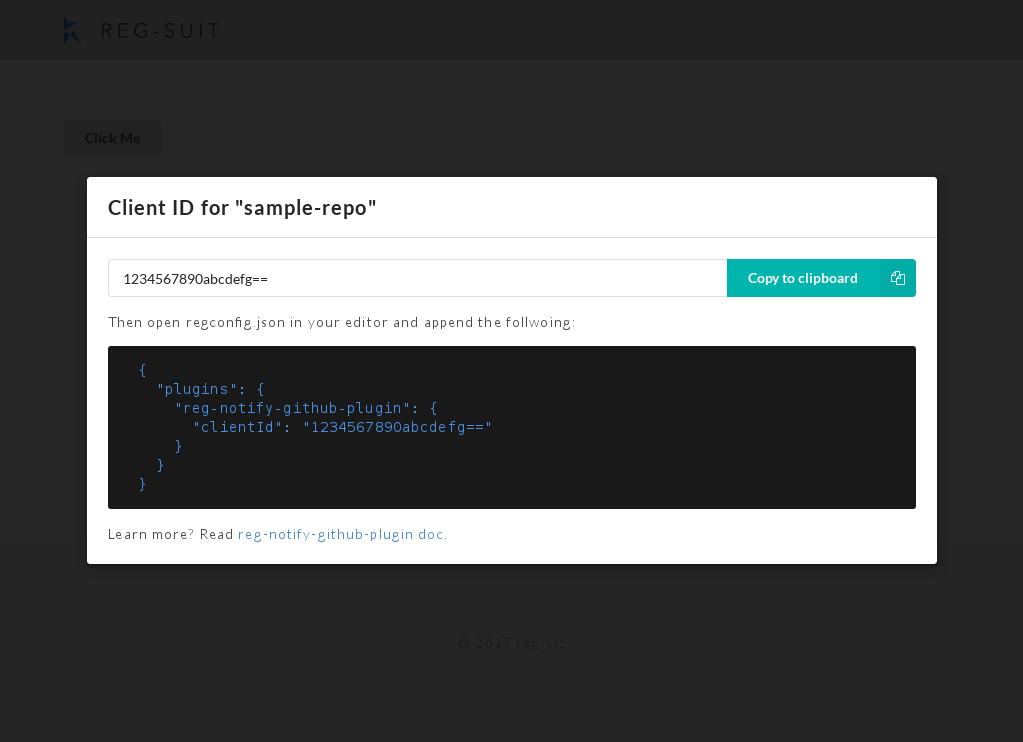 REG-SUIT
Click Me
Client ID for "sample-repo"
1234567890abcdefg==
Copy to clipboard
Then open regconfig.json in your editor and append the follwoing:
{
  "plugins": {
    "reg-notify-github-plugin": {
      "clientId": "1234567890abcdefg=="
    }
  }
}
Learn more? Read reg-notify-github-plugin doc.
© 2017 reg-viz